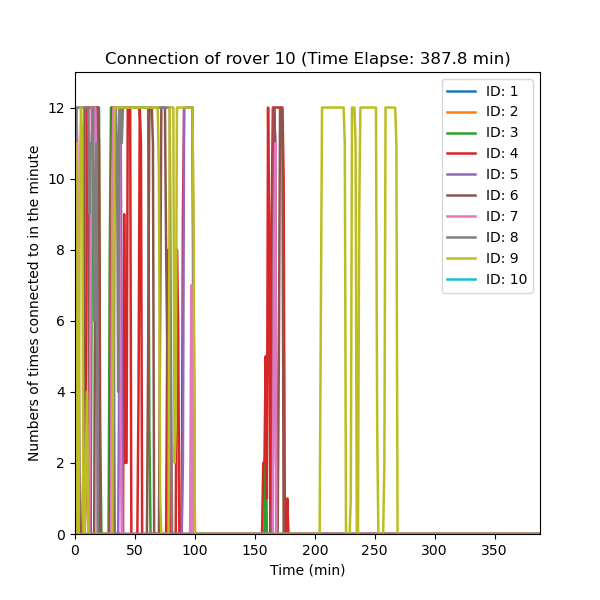 Connection of rover 10 (Time Elapse: 387.8 min)
Numbers of times connected to in the minute
12
10
8
6
4
2
0
ID: 1
ID: 2
ID: 3
ID: 4
ID: 5
ID: 6
ID: 7
ID: 8
ID: 9
ID: 10
0 50 100 150 200 250 300 350
Time (min)